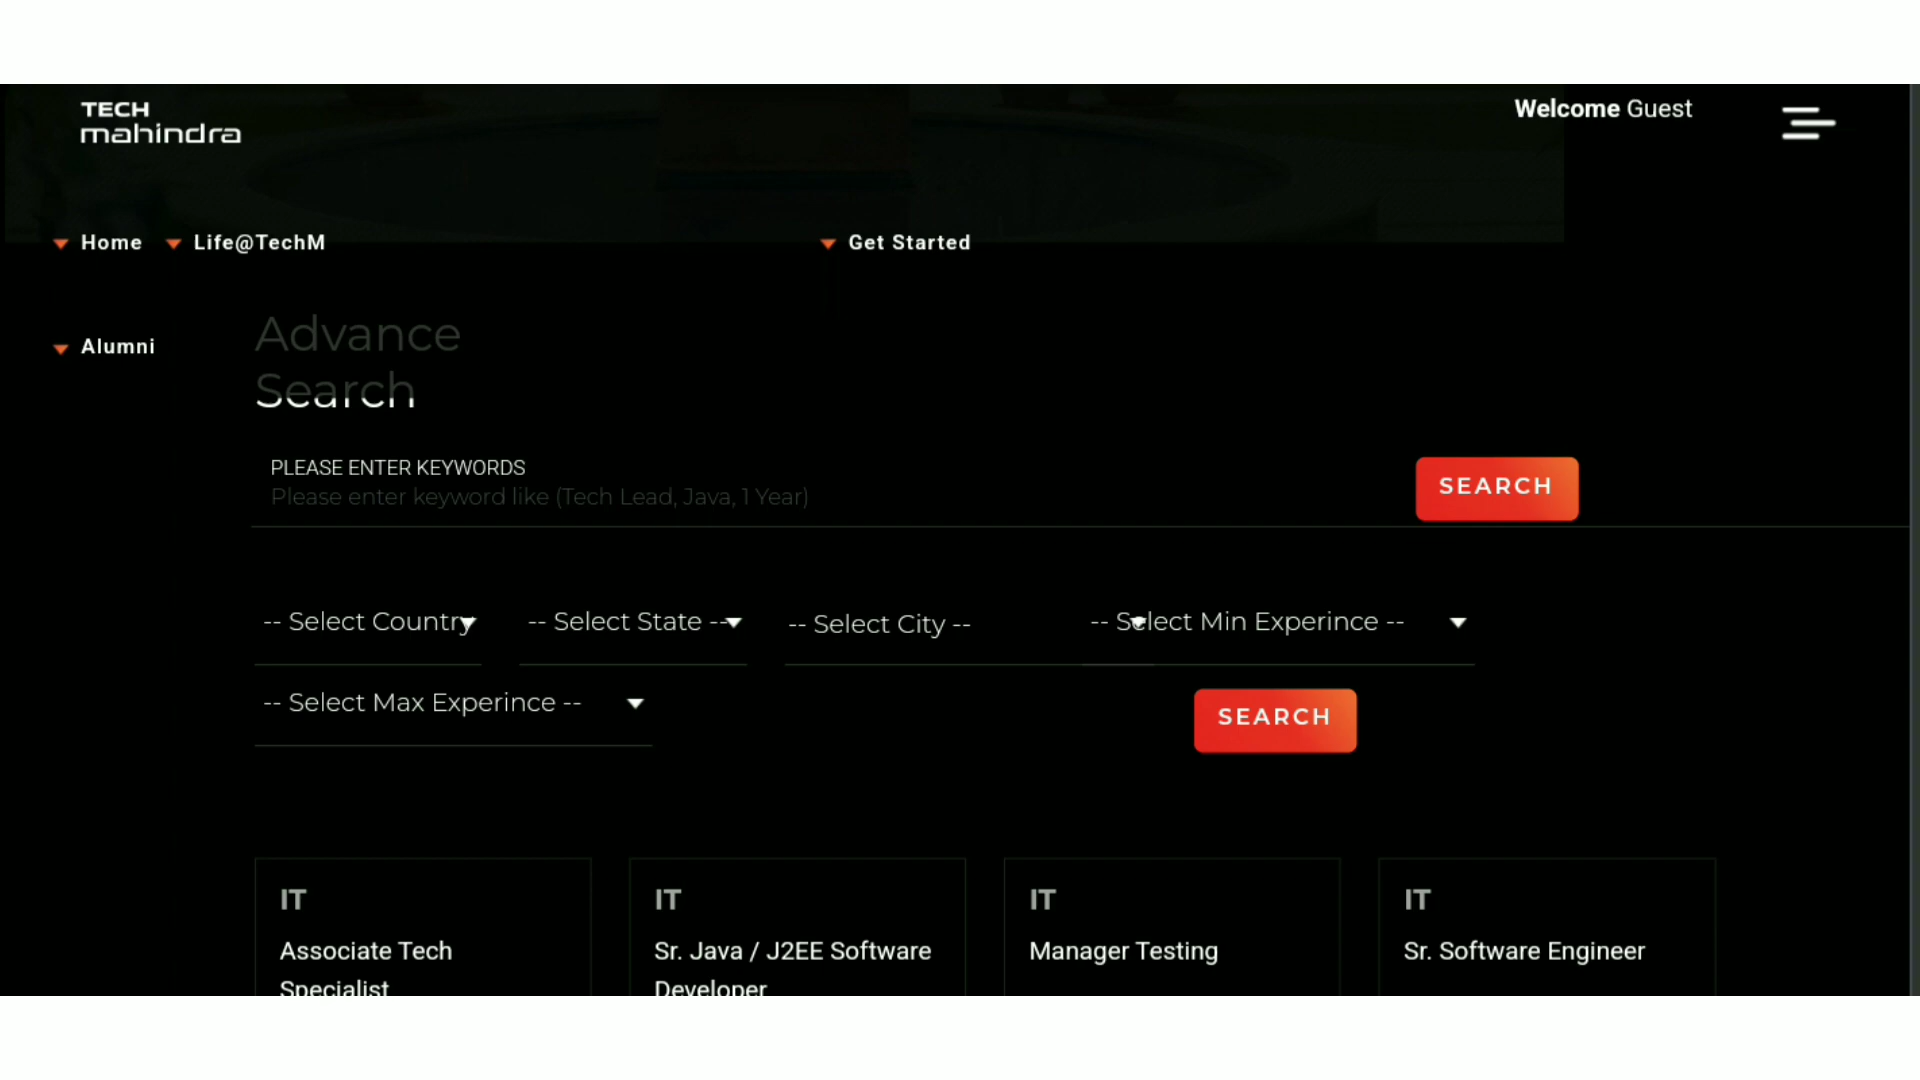 TECH
mahindra
Welcome Guest
Home
Life@TechM
Get Started
Alumni
Advance
Search
PLEASE ENTER KEYWORDS
Please enter keyword like (Tech Lead, Java, 1 Year)
SEARCH
-- Select Country
-- Select State --
-- Select City --
-- Select Min Experince --
-- Select Max Experince --
SEARCH
IT
Associate Tech
Specialist
IT
Sr. Java / J2EE Software
Developer
IT
Manager Testing
IT
Sr. Software Engineer